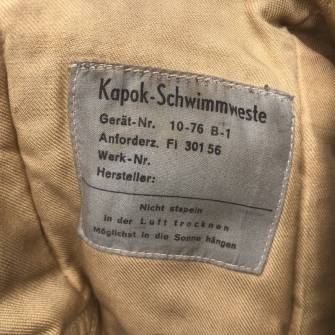 Kapok-Schwimmweste
Gerät-Nr. 10-76 B-1
Anforderz. Fl 30156
Werk-Nr.
Hersteller:
Nicht stapeln
in der Luft trocknen
Möglichst in die Sonne hängen